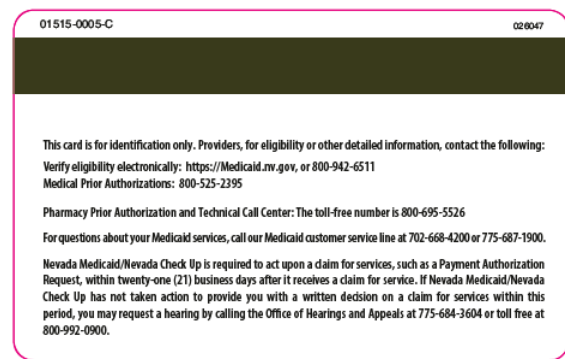 01515-0005-C 026047
This card is for identification only. Providers, for eligibility or other detailed information, contact the following:
Verify eligibility electronically: https://Medicaid.nv.gov, or 800-942-6511
Medical Prior Authorizations: 800-525-2395
Pharmacy Prior Authorization and Technical Call Center: The toll-free number is 800-695-5526
For questions about your Medicaid services, call our Medicaid customer service line at 702-668-4200 or 775-687-1900.
Nevada Medicaid/Nevada Check Up is required to act upon a claim for services, such as a Payment Authorization
Request, within twenty-one (21) business days after it receives a claim for service. If Nevada Medicaid/Nevada
Check Up has not taken action to provide you with a written decision on a claim for services within this
period, you may request a hearing by calling the Office of Hearings and Appeals at 775-684-3604 or toll free at
800-992-0900.